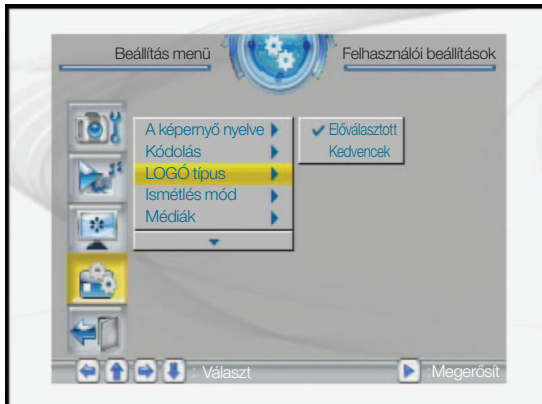 Beállítás menü
Felhasználói beállítások
A képernyő nyelve
Kódolás
LOGÓ típus
Ismétlés mód
Médiák
Előválasztott
Kedvencek
: Választ
:Megerősít